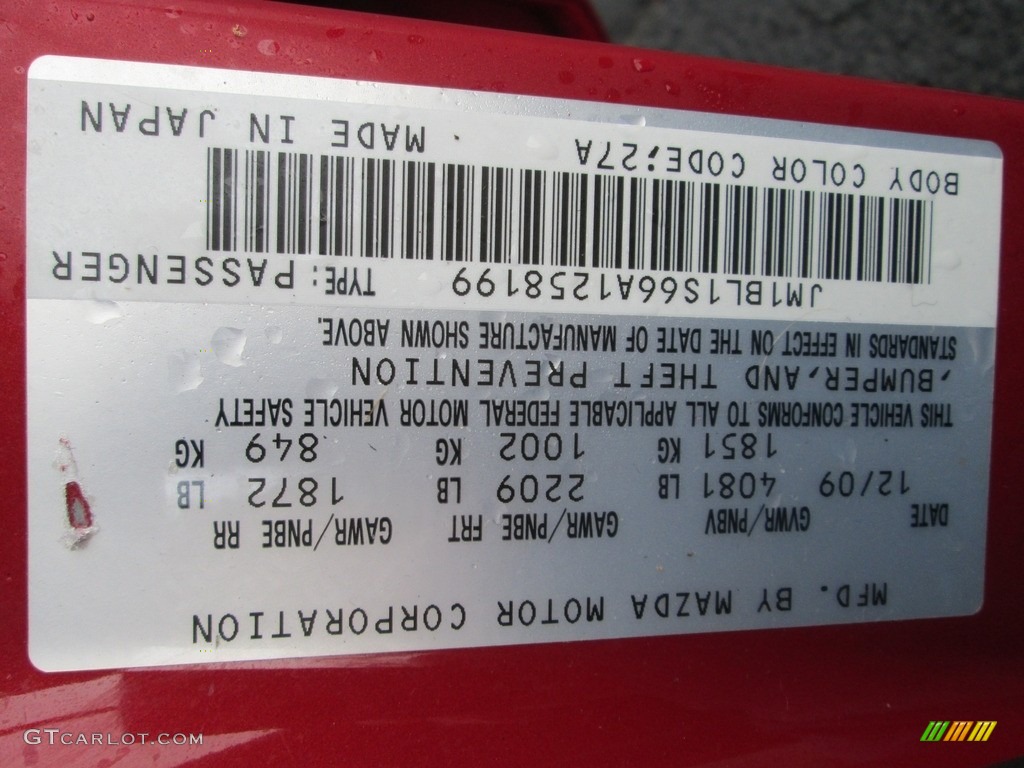 MFD. BY MAZDA MOTOR CORPORATION
DATE GVWR/PNBV GAWR/PNBE FRT GAWR/PNBE RR
12/09 4081 LB 2209 LB 1872 LB
1851 KG 1002 KG 849 KG
THIS VEHICLE CONFORMS TO ALL APPLICABLE FEDERAL MOTOR VEHICLE SAFETY
,BUMPER,AND THEFT PREVENTION
STANDARDS IN EFFECT ON THE DATE OF MANUFACTURE SHOWN ABOVE.
JM1BL1S66A1258199 TYPE: PASSENGER
BODY COLOR CODE:27A MADE IN JAPAN
GTCARLOT.COM